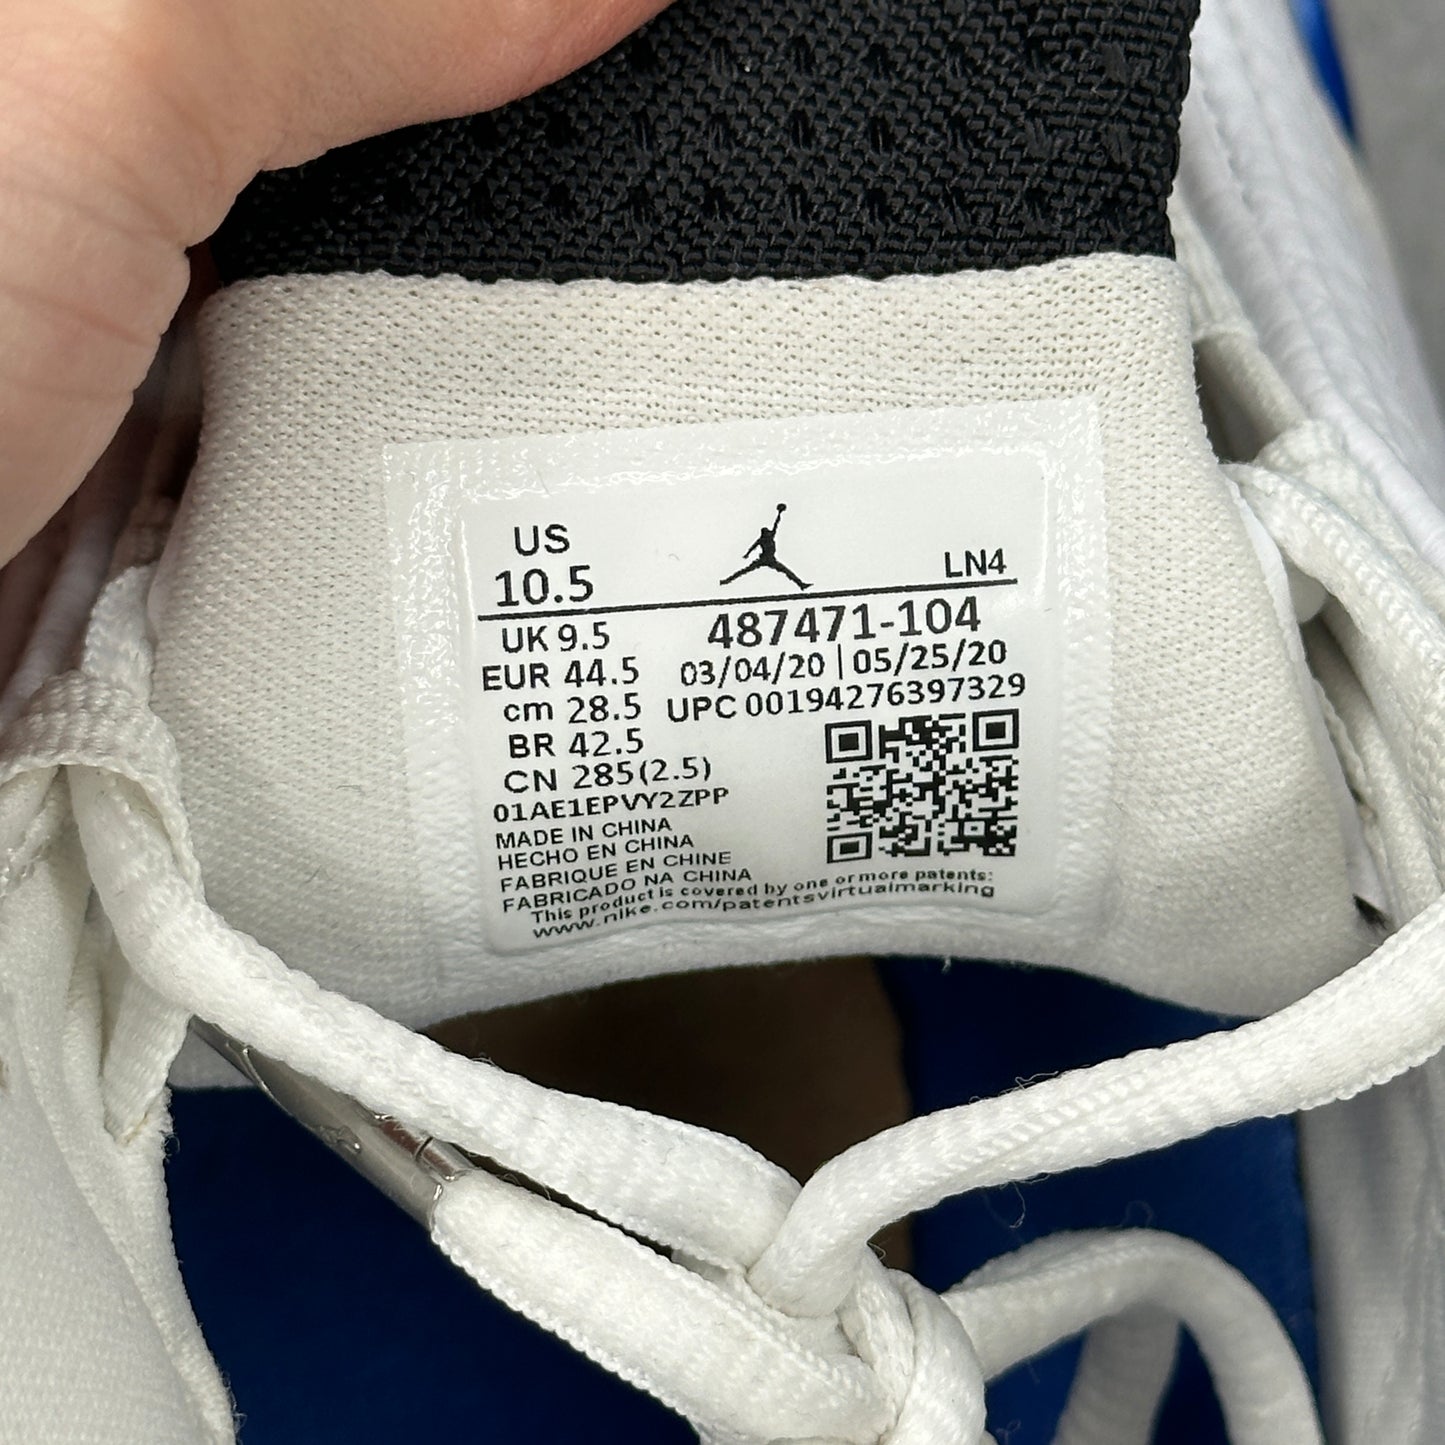 US
10.5
LN4
UK 9.5
487471-104
EUR 44.5
03/04/20 | 05/25/20
cm 28.5
UPC 00194276397329
BR 42.5
CN 285(2.5)
01AE1EPVY2ZPP
MADE IN CHINA
HECHO EN CHINA
FABRIQUE EN CHINE
FABRICADO NA CHINA
This product is covered by one or more patents:
www.nike.com/patentsvirtualmarking